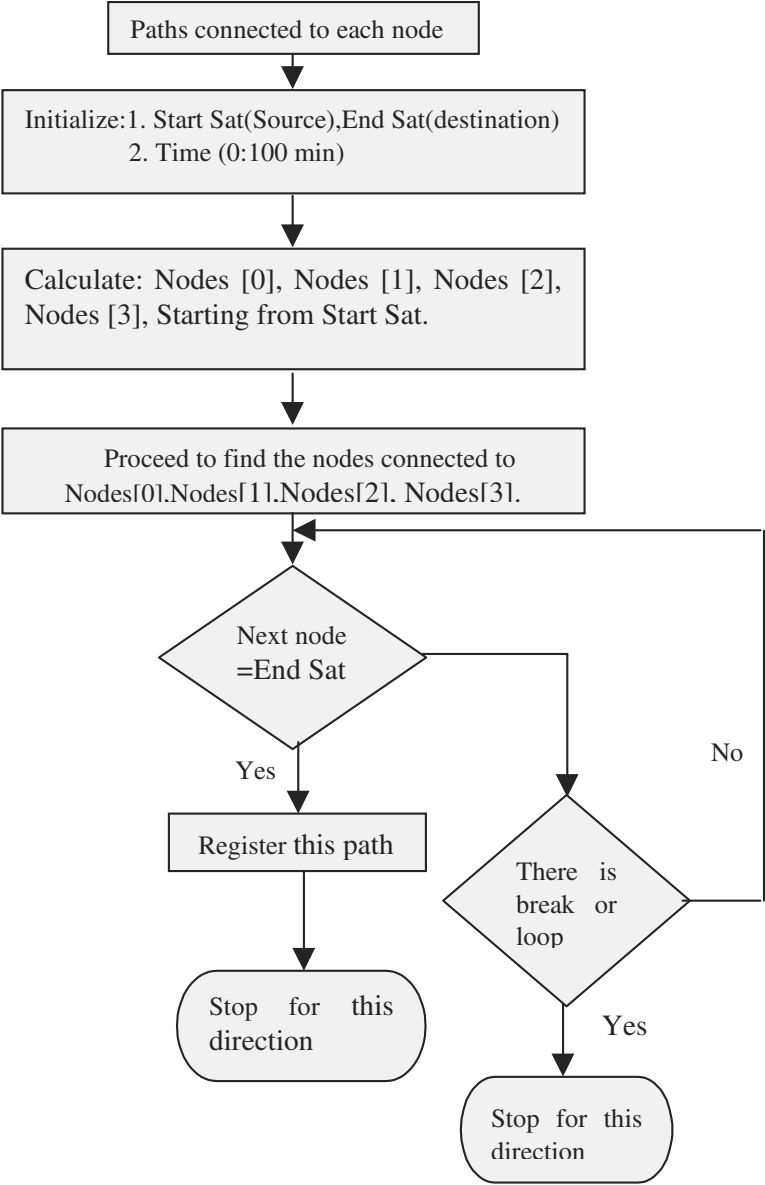 Paths connected to each node
Initialize:1. Start Sat(Source),End Sat(destination)
2. Time (0:100 min)
Calculate: Nodes [0], Nodes [1], Nodes [2],
Nodes [3], Starting from Start Sat.
Proceed to find the nodes connected to
Nodes[0],Nodes[1],Nodes[2], Nodes[3].
Next node
=End Sat
No
Yes
Register this path
There is
break or
loop
Stop for this
direction
Yes
Stop for this
direction